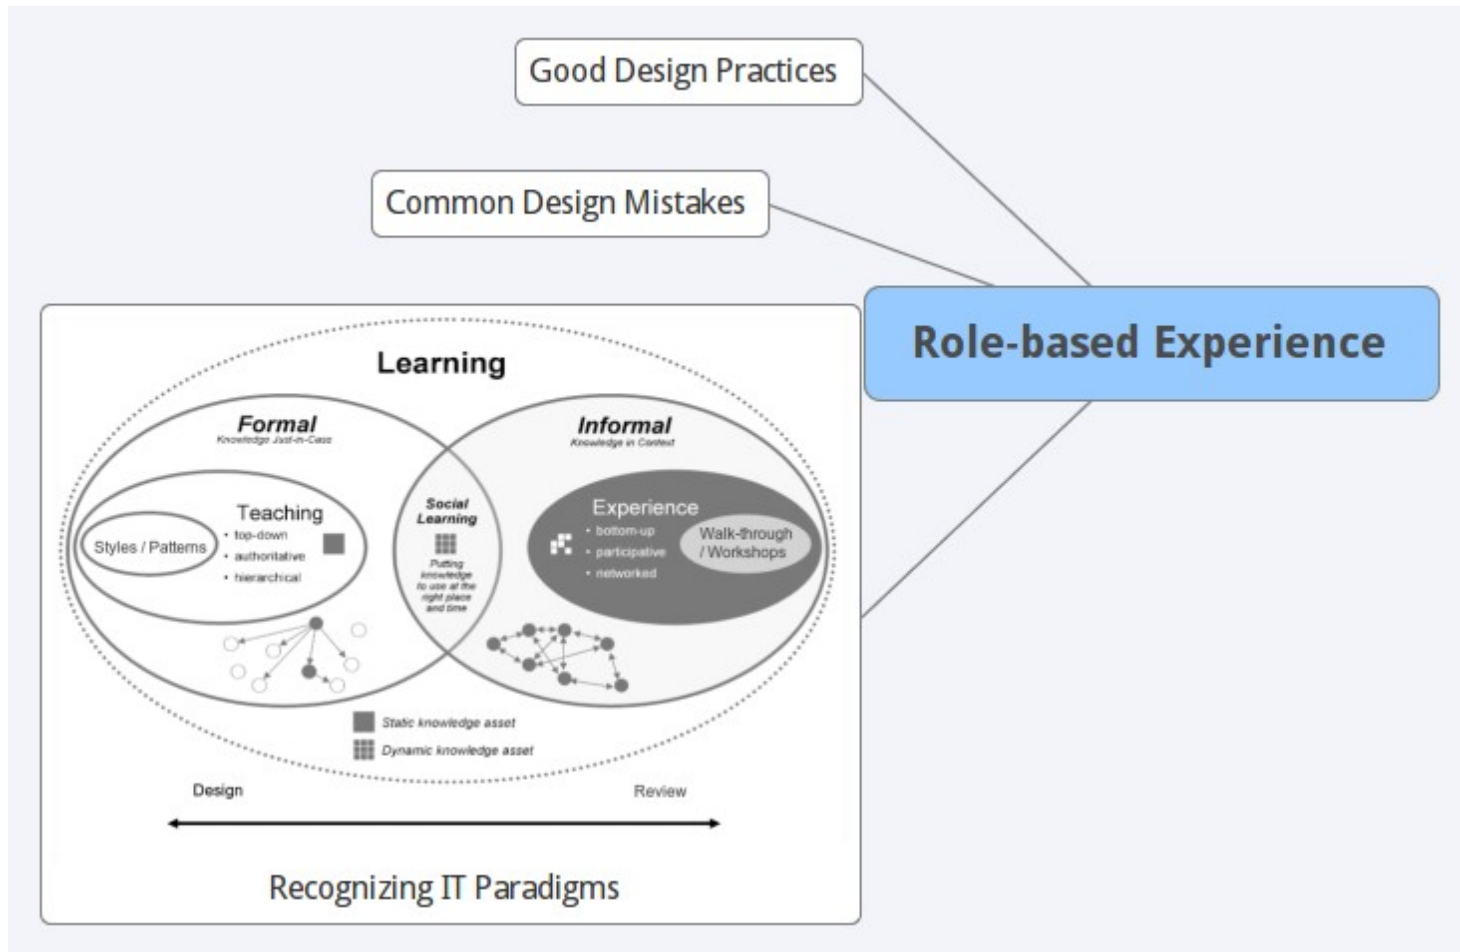 Good Design Practices
Common Design Mistakes
Role-based Experience
Learning
Formal
Knowledge Just-in-Case
Informal
Knowledge in Context
Styles / Patterns
Teaching
• top-down
• authoritative
• hierarchical
Social
Learning
Putting
knowledge
to use at the
right place
and time
Experience
• bottom-up
• participative
• networked
Walk-through
/ Workshops
Static knowledge asset
Dynamic knowledge asset
Design
Review
Recognizing IT Paradigms